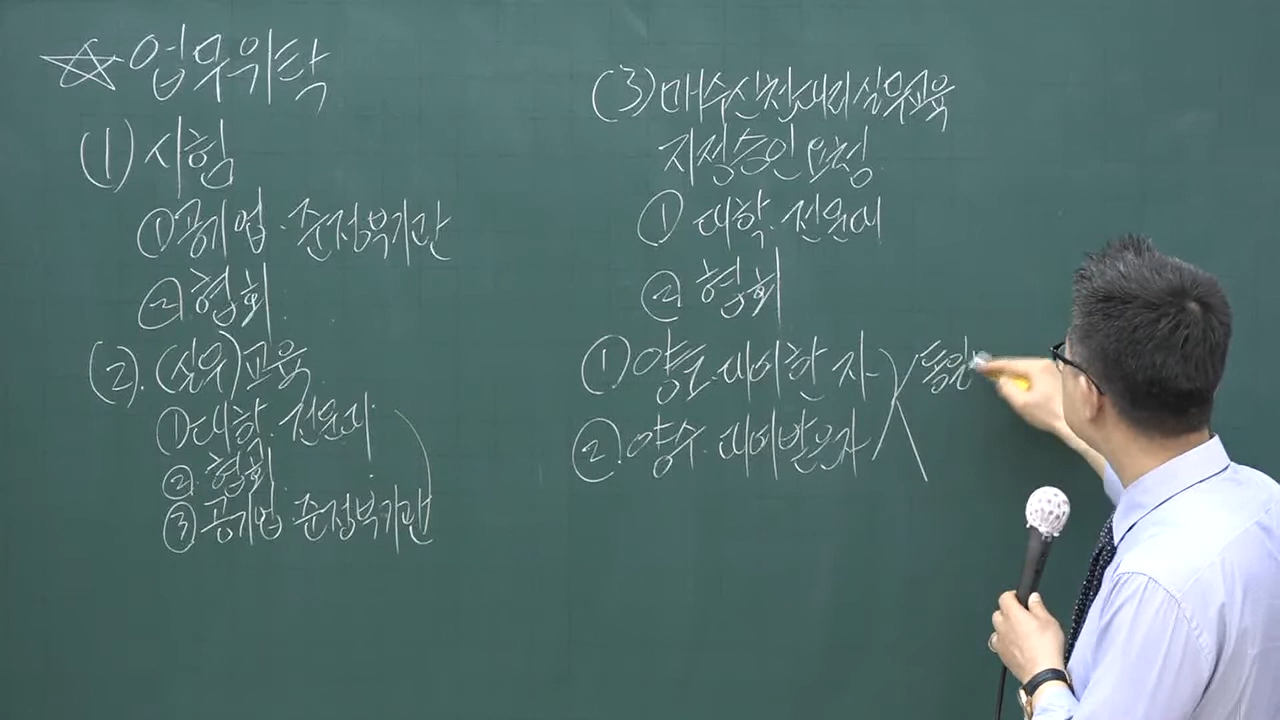 ☆업무위탁
(1) 시험
① 공기업·준정부기관
② 협회
(2). (실무)교육
① 대학. 전문대
②. 협회
③ 공기업·준정부기관
(3) 매수신청대리실무교육
지정승인
① 대학. 전문대
② 협회
① 양도·대여한 자
②. 양수·대여받은자
동일